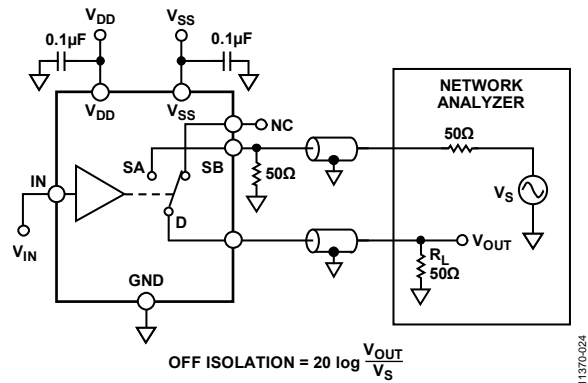 V_DD
V_SS
0.1µF
0.1µF
V_DD
V_SS
NC
SA
SB
50Ω
IN
D
V_IN
GND
NETWORK
ANALYZER
50Ω
V_S
V_OUT
R_L
50Ω
OFF ISOLATION = 20 log V_OUT/V_S
11370-024